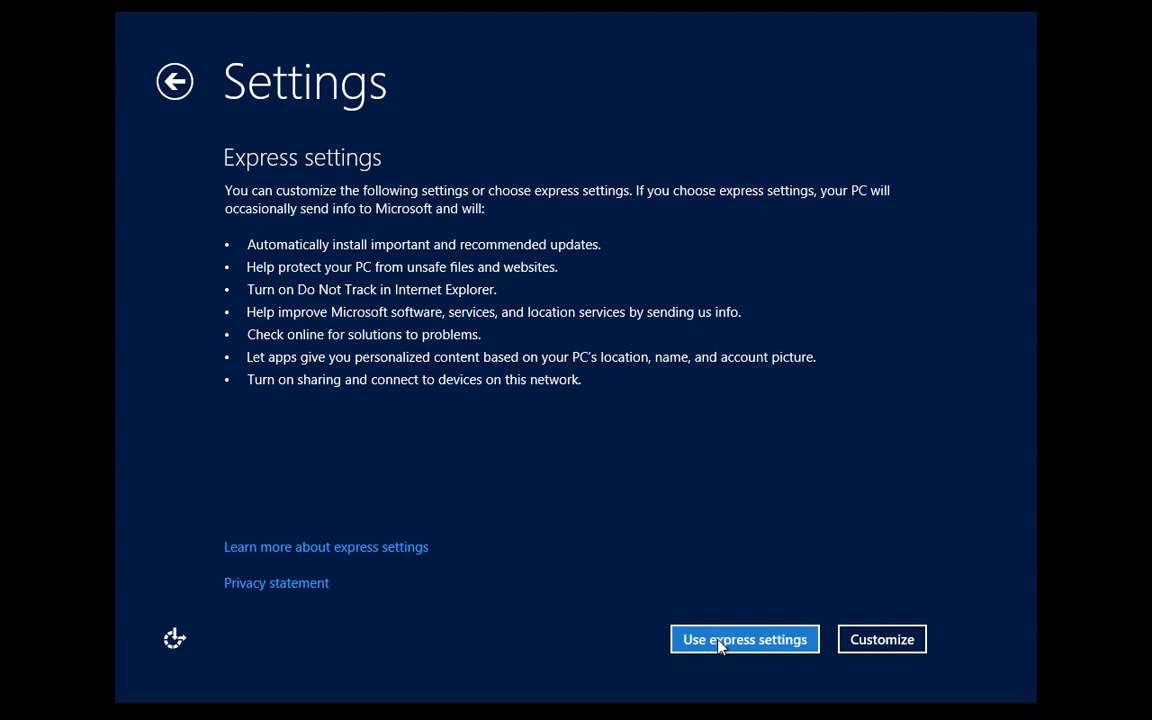 Settings
Express settings
You can customize the following settings or choose express settings. If you choose express settings, your PC will
occasionally send info to Microsoft and will:
• Automatically install important and recommended updates.
• Help protect your PC from unsafe files and websites.
• Turn on Do Not Track in Internet Explorer.
• Help improve Microsoft software, services, and location services by sending us info.
• Check online for solutions to problems.
• Let apps give you personalized content based on your PC's location, name, and account picture.
• Turn on sharing and connect to devices on this network.
Learn more about express settings
Privacy statement
Use express settings
Customize